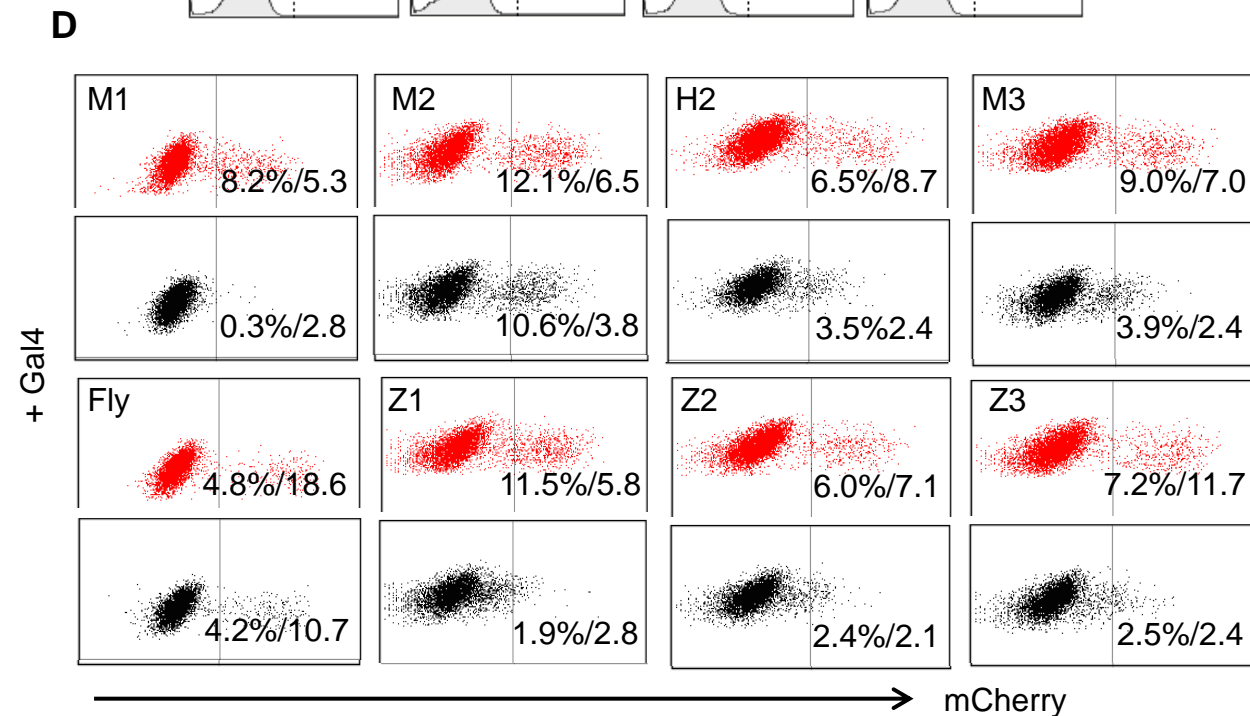 D
M1
M2
H2
M3
8.2%/5.3
12.1%/6.5
6.5%/8.7
9.0%/7.0
0.3%/2.8
10.6%/3.8
3.5%2.4
3.9%/2.4
+ Gal4
Fly
Z1
Z2
Z3
4.8%/18.6
11.5%/5.8
6.0%/7.1
7.2%/11.7
4.2%/10.7
1.9%/2.8
2.4%/2.1
2.5%/2.4
mCherry